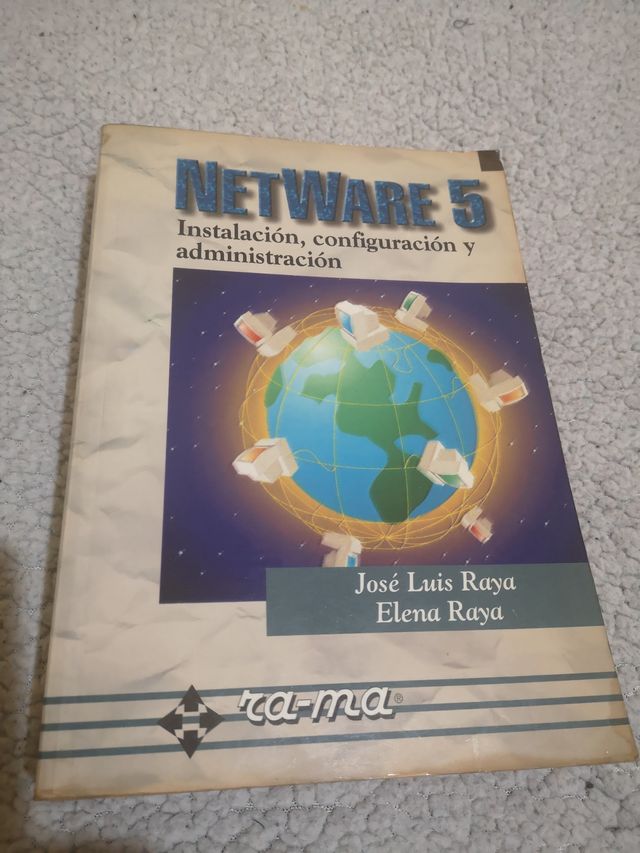 NETWARE 5
Instalación, configuración y
administración
José Luis Raya
Elena Raya
ra-ma®